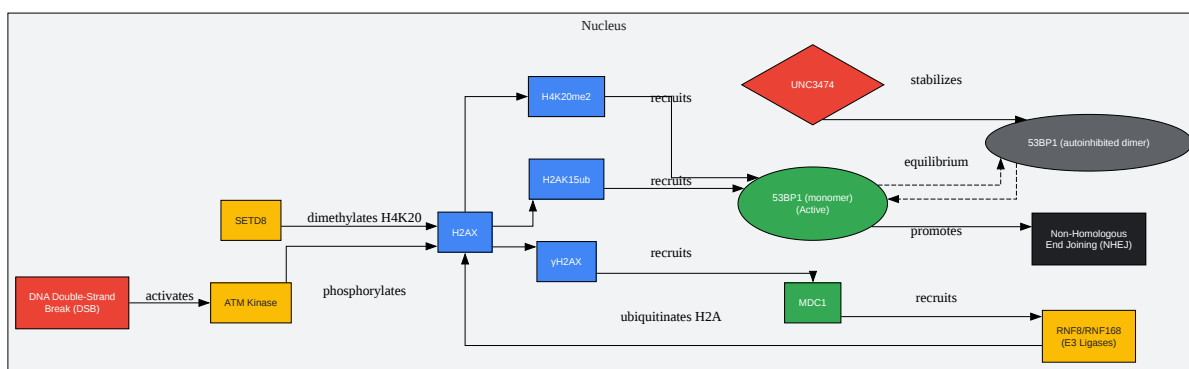 Nucleus
UNC3474
stabilizes
H4K20me2
recruits
53BP1 (autoinhibited dimer)
equilibrium
H2AK15ub
recruits
53BP1 (monomer)
(Active)
SETD8
dimethylates H4K20
H2AX
promotes
Non-Homologous
End Joining (NHEJ)
γH2AX
recruits
DNA Double-Strand
Break (DSB)
activates
ATM Kinase
phosphorylates
MDC1
recruits
ubiquitinates H2A
RNF8/RNF168
(E3 Ligases)